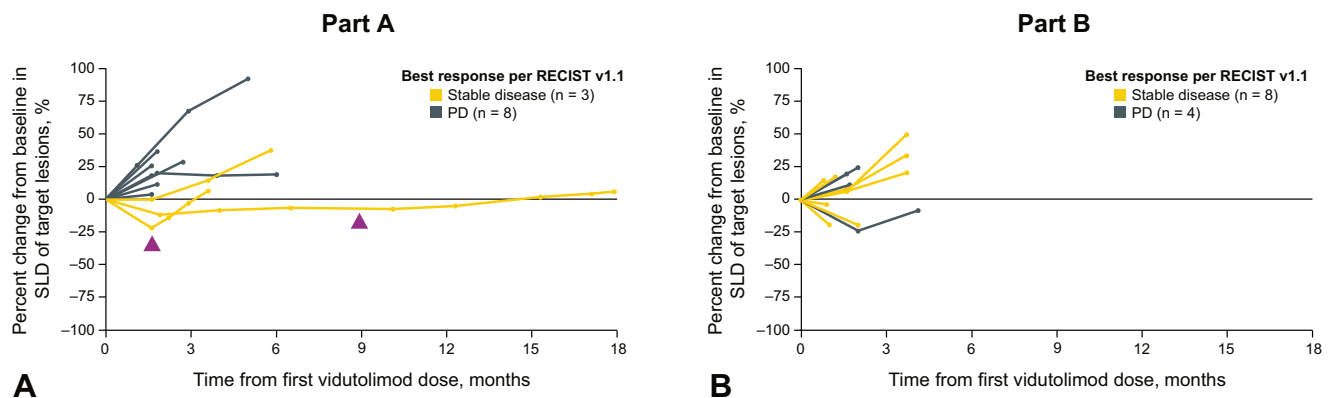 Part A
Percent change from baseline in
SLD of target lesions, %
100
75
50
25
0
–25
–50
–75
–100
Best response per RECIST v1.1
Stable disease (n = 3)
PD (n = 8)
0 3 6 9 12 15 18
Time from first vidutolimod dose, months
A
Part B
Percent change from baseline in
SLD of target lesions, %
100
75
50
25
0
–25
–50
–75
–100
Best response per RECIST v1.1
Stable disease (n = 8)
PD (n = 4)
0 3 6 9 12 15 18
Time from first vidutolimod dose, months
B